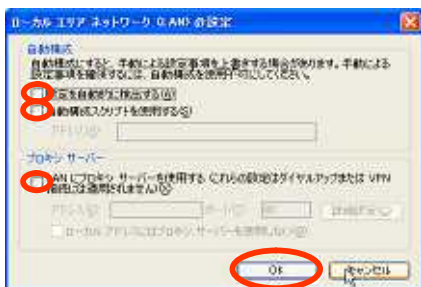 ローカル エリア ネットワーク (LAN) の設定
自動構成
自動構成にすると、手動による設定事項を上書きする場合があります。手動による
設定事項を確保するには、自動構成を使用不可にしてください。
設定を自動的に検出する(A)
自動構成スクリプトを使用する(S)
アドレス(R)
プロキシ サーバー
LAN にプロキシ サーバーを使用する (これらの設定はダイヤルアップまたは VPN
接続には適用されません)(X)
アドレス(E) ポート(T) 80 詳細設定(C)
ローカル アドレスにはプロキシ サーバーを使用しない(B)
OK キャンセル